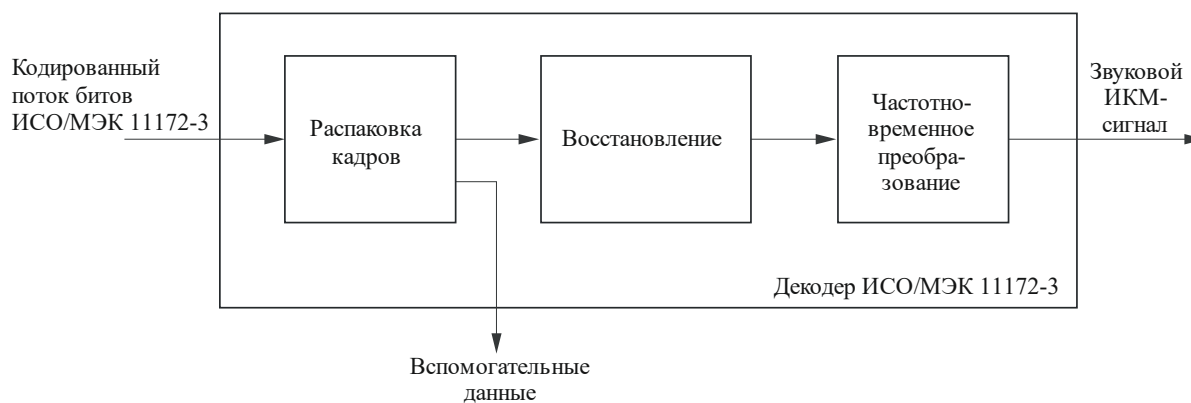 Кодированный
поток битов
ИСО/МЭК 11172-3
Распаковка
кадров
Восстановление
Частотно-
временное
преобра-
зование
Звуковой
ИКМ-
сигнал
Декодер ИСО/МЭК 11172-3
Вспомогательные
данные